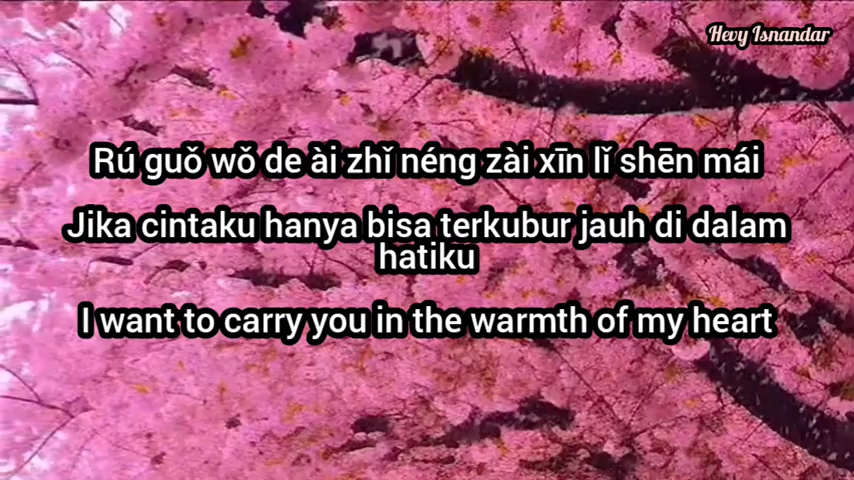 Hevy Isnandar
Rú guǒ wǒ de ài zhǐ néng zài xīn lǐ shēn mái
Jika cintaku hanya bisa terkubur jauh di dalam
hatiku
I want to carry you in the warmth of my heart